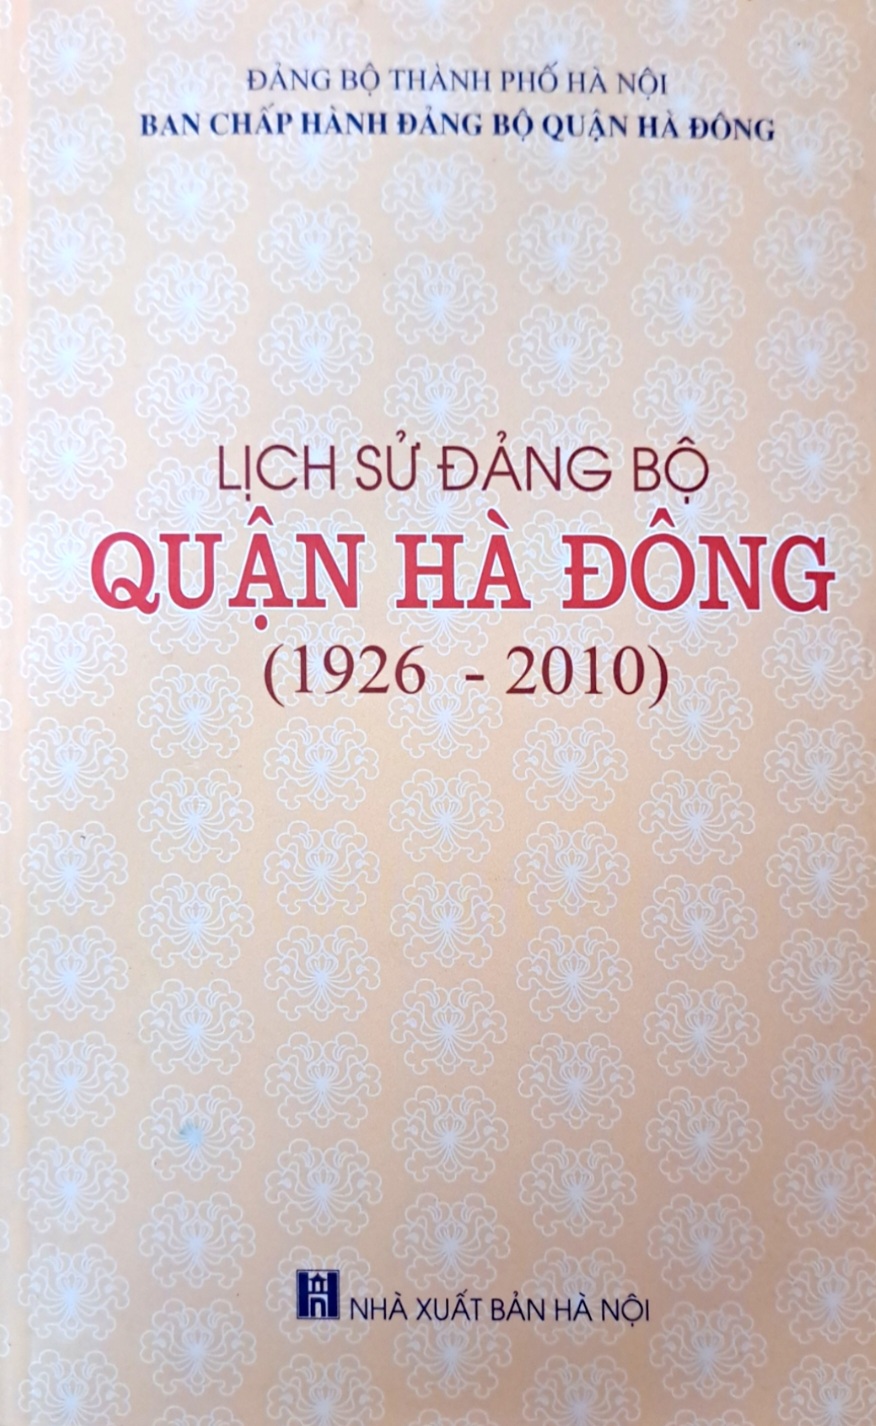 ĐẢNG BỘ THÀNH PHỐ HÀ NỘI
BAN CHẤP HÀNH ĐẢNG BỘ QUẬN HÀ ĐÔNG
LỊCH SỬ ĐẢNG BỘ
QUẬN HÀ ĐÔNG
(1926 - 2010)
NHÀ XUẤT BẢN HÀ NỘI